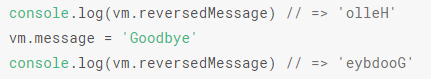 console.log(vm.reversedMessage) // => 'olleH'
vm.message = 'Goodbye'
console.log(vm.reversedMessage) // => 'eybdooG'